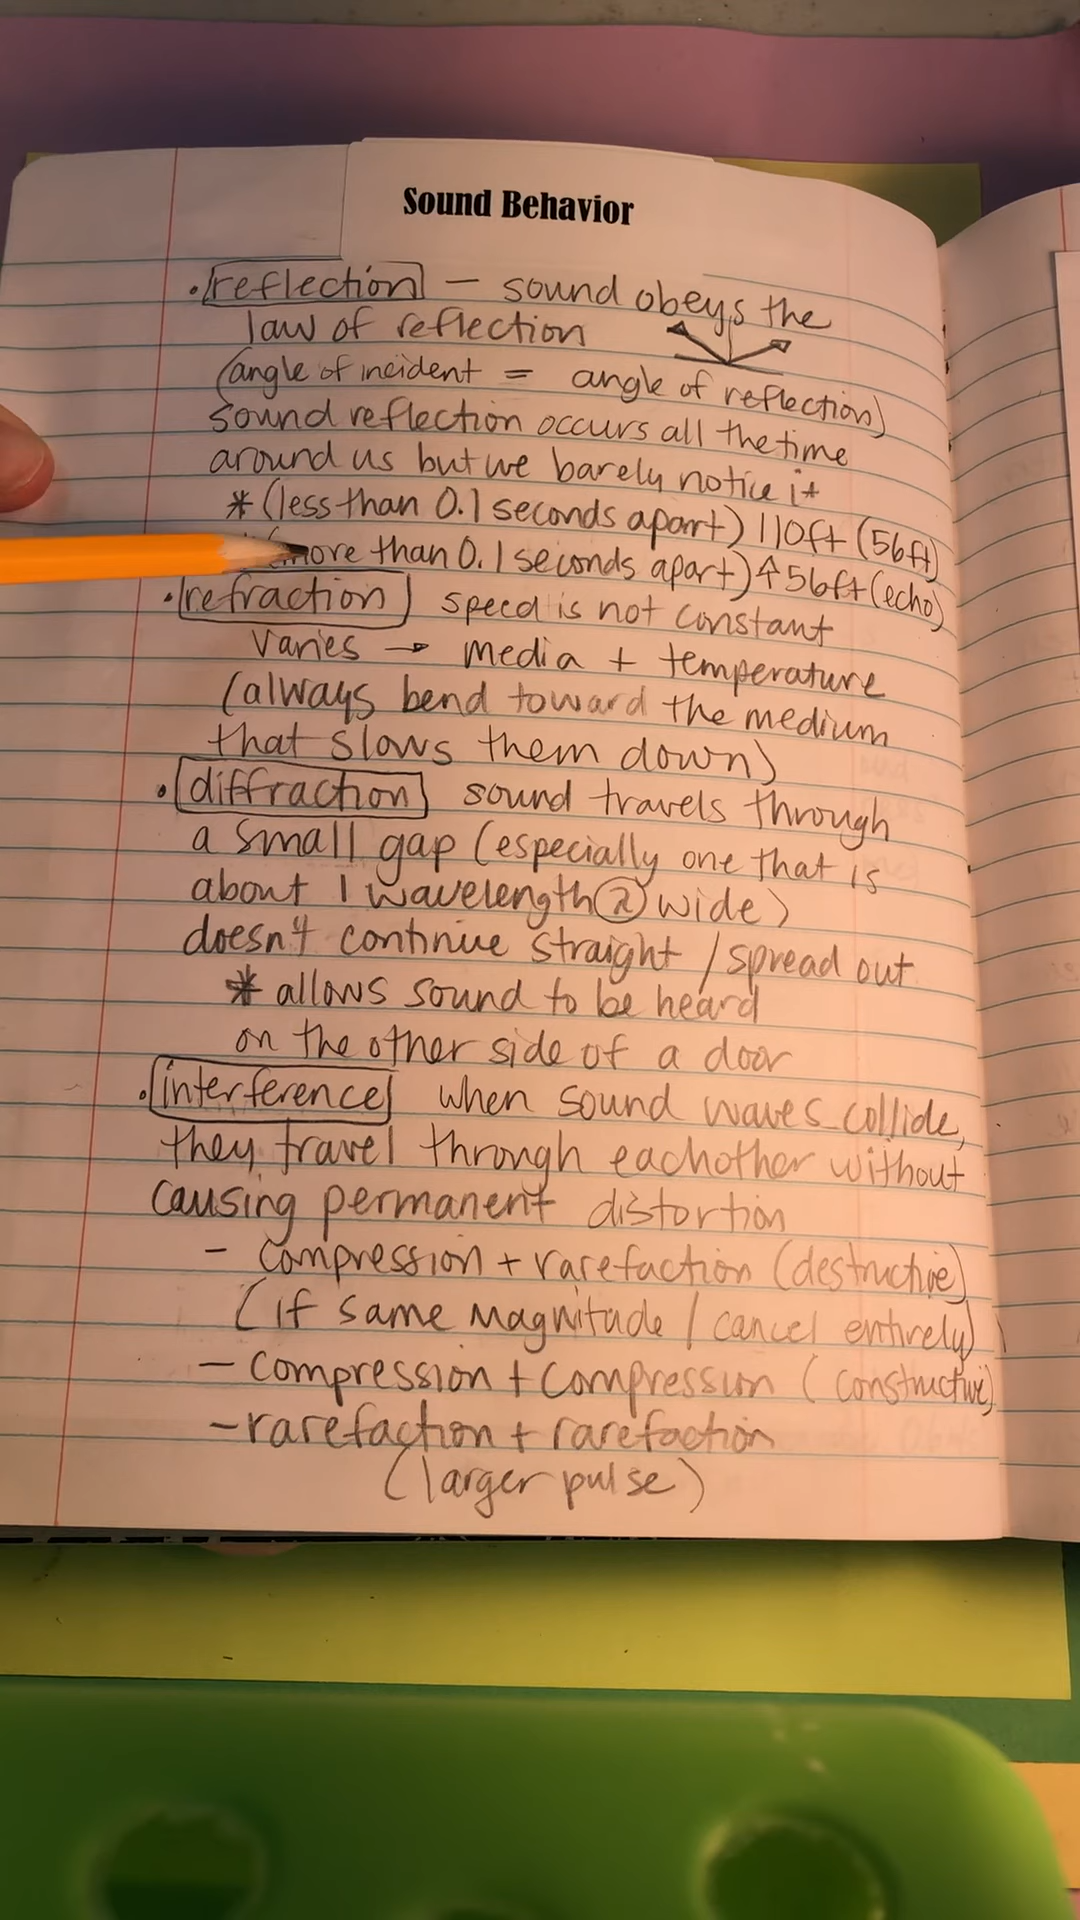 Sound Behavior
• reflection — sound obeys the
law of reflection
(angle of incident = angle of reflection)
sound reflection occurs all the time
around us but we barely notice it
* (less than 0.1 seconds apart) 110ft (56ft)
(more than 0.1 seconds apart) ↑56ft (echo)
• refraction speed is not constant
varies → media + temperature
(always bend toward the medium
that slows them down)
• diffraction sound travels through
a small gap (especially one that is
about 1 wavelength λ wide)
doesn't continue straight / spread out
* allows sound to be heard
on the other side of a door
• interference when sound waves collide,
they travel through eachother without
causing permanent distortion
- compression + rarefaction (destructive)
(if same magnitude / cancel entirely)
- compression + compression (constructive)
- rarefaction + rarefaction
(larger pulse)